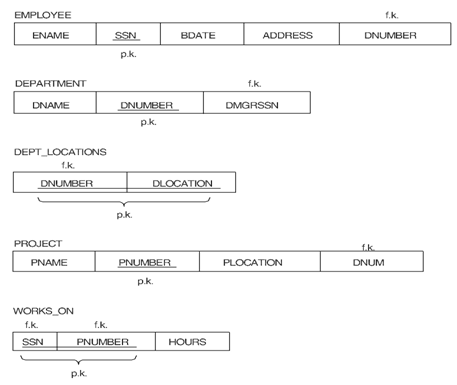 EMPLOYEE f.k.
ENAME SSN BDATE ADDRESS DNUMBER
p.k.
DEPARTMENT f.k.
DNAME DNUMBER DMGRSSN
p.k.
DEPT_LOCATIONS
f.k.
DNUMBER DLOCATION
p.k.
PROJECT f.k.
PNAME PNUMBER PLOCATION DNUM
p.k.
WORKS_ON
f.k. f.k.
SSN PNUMBER HOURS
p.k.